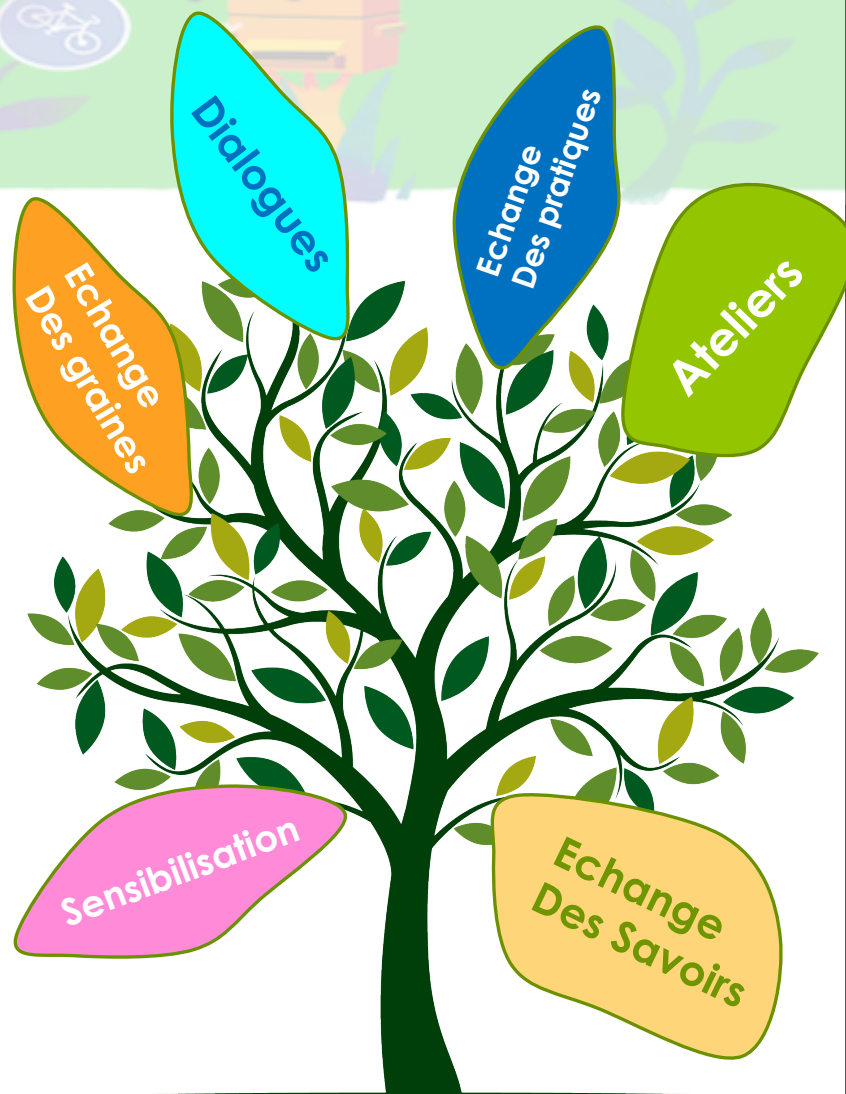 Dialogues
Echange
Des pratiques
Echange
Des graines
Ateliers
Sensibilisation
Echange
Des Savoirs